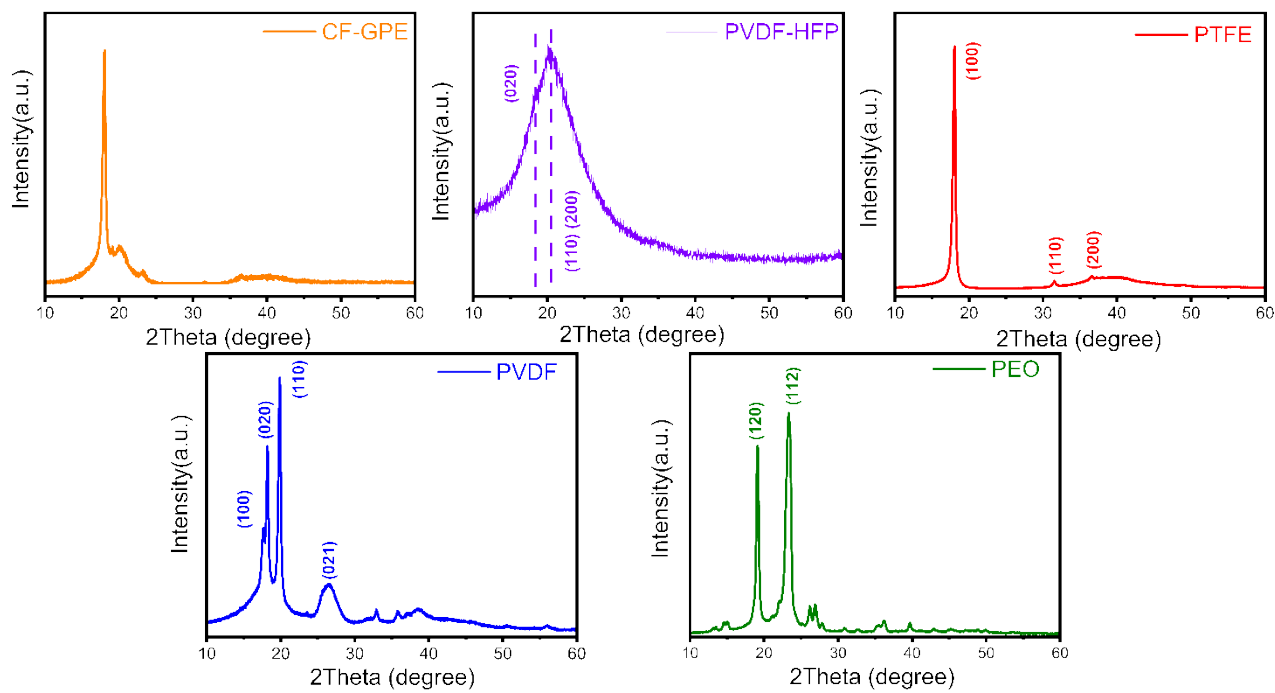 CF-GPE
Intensity(a.u.)
10 20 30 40 50 60
2Theta (degree)
PVDF-HFP
(020)
(110) (200)
Intensity(a.u.)
10 20 30 40 50 60
2Theta (degree)
PTFE
(100)
(110)
(200)
Intensity(a.u.)
10 20 30 40 50 60
2Theta (degree)
PVDF
(100)
(020)
(110)
(021)
Intensity(a.u.)
10 20 30 40 50 60
2Theta (degree)
PEO
(120)
(112)
Intensity(a.u.)
10 20 30 40 50 60
2Theta (degree)